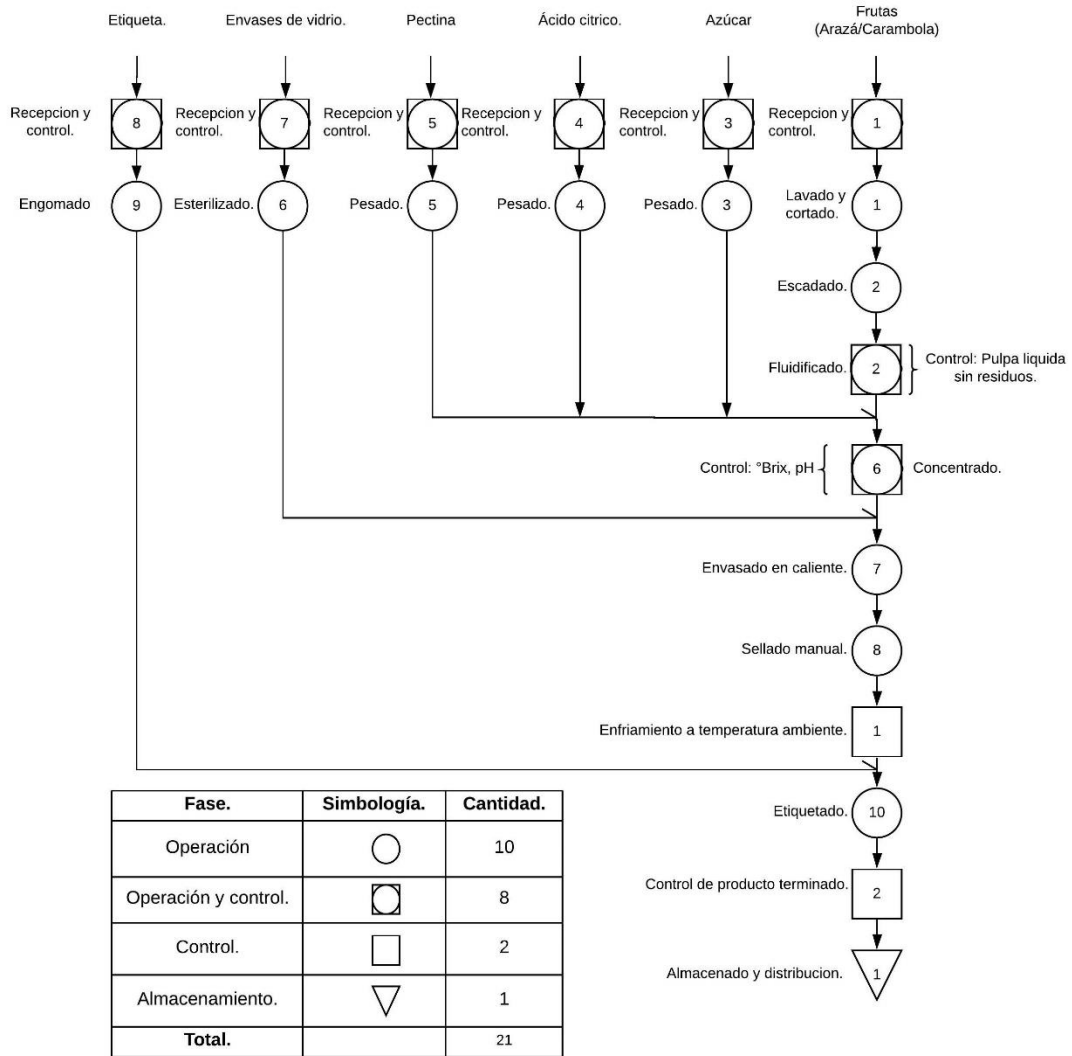 Etiqueta.
Envases de vidrio.
Pectina
Ácido citrico.
Azúcar
Frutas
(Arazá/Carambola)
Recepcion y
control.
8
Recepcion y
control.
7
Recepcion y
control.
5
Recepcion y
control.
4
Recepcion y
control.
3
Recepcion y
control.
1
Engomado
9
Esterilizado.
6
Pesado.
5
Pesado.
4
Pesado.
3
Lavado y
cortado.
1
Escadado.
2
Fluidificado.
2
Control: Pulpa liquida
sin residuos.
Control: °Brix, pH
6
Concentrado.
Envasado en caliente.
7
Sellado manual.
8
Enfriamiento a temperatura ambiente.
1
Etiquetado.
10
Control de producto terminado.
2
Almacenado y distribucion.
1
Fase. Simbología. Cantidad.
Operación 10
Operación y control. 8
Control. 2
Almacenamiento. 1
Total. 21